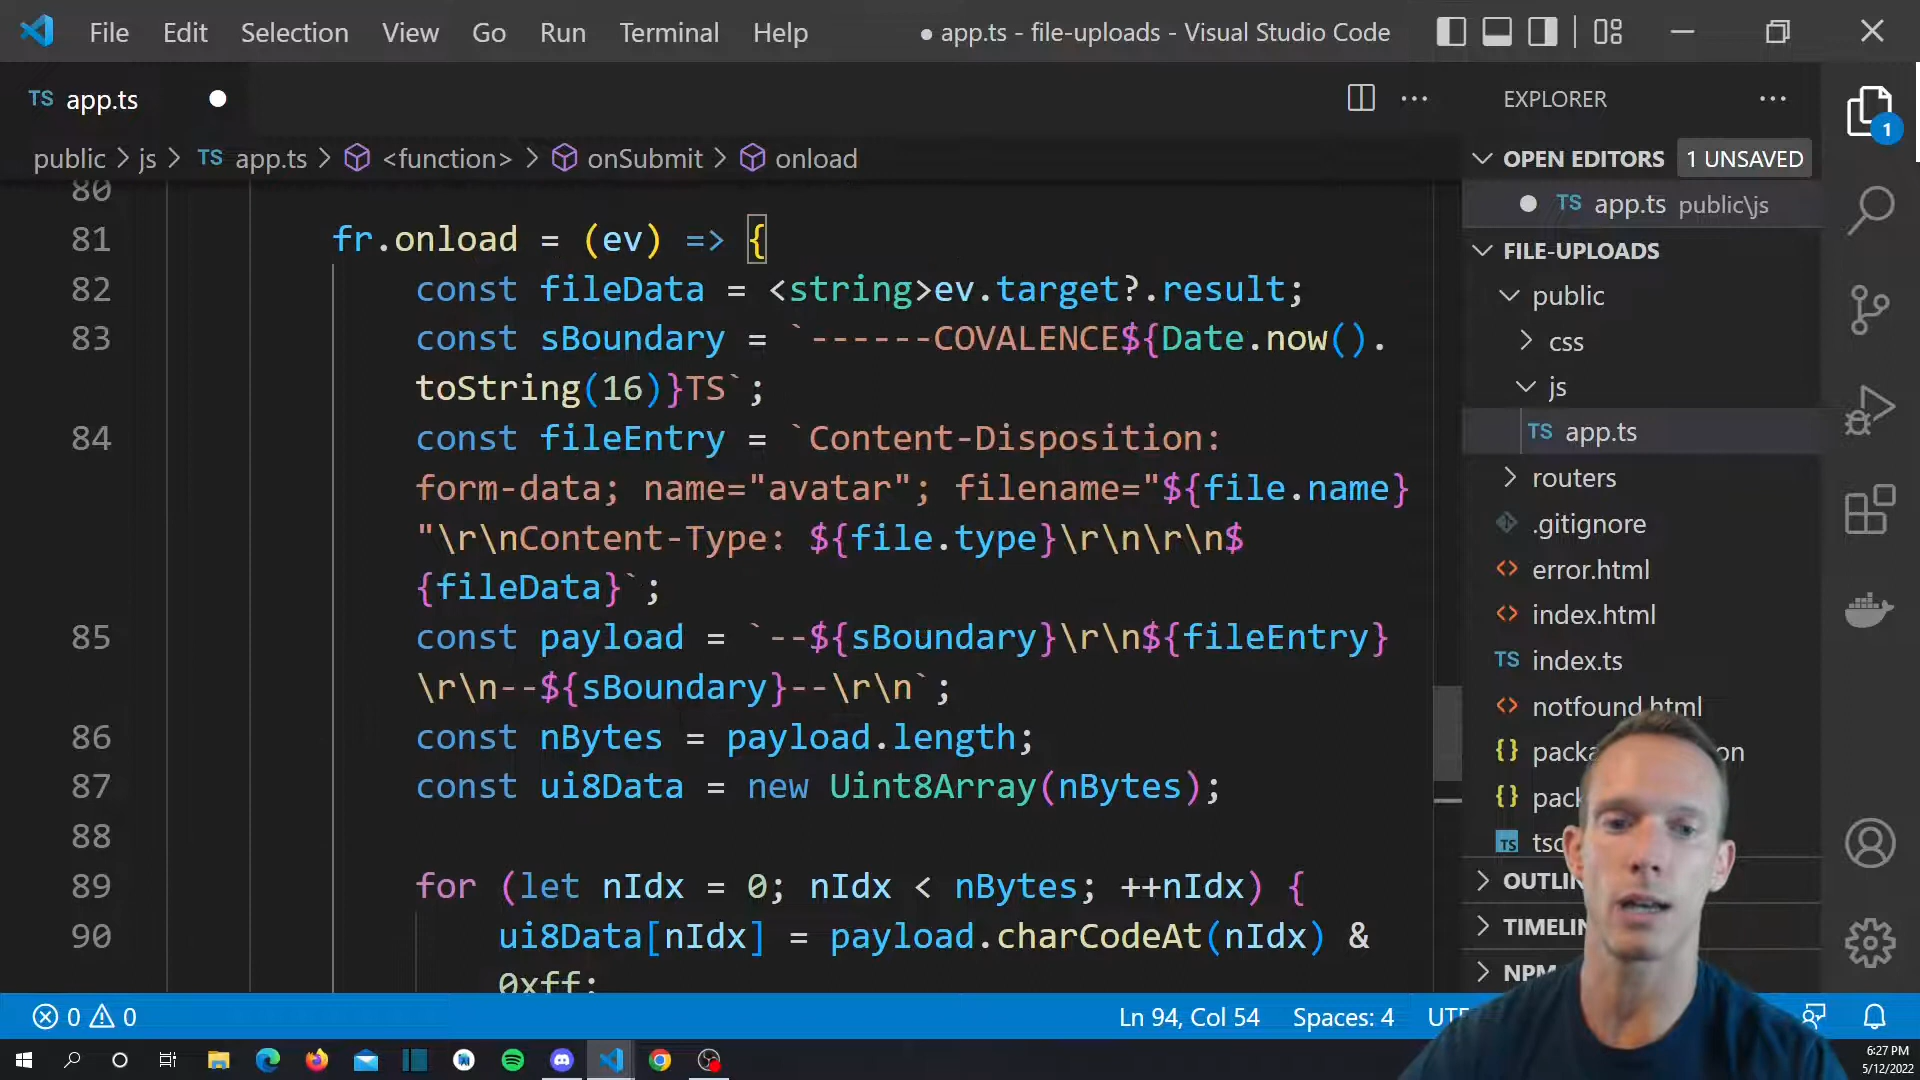 File Edit Selection View Go Run Terminal Help
● app.ts - file-uploads - Visual Studio Code
TS app.ts
public > js > TS app.ts > <function> > onSubmit > onload
80
81 fr.onload = (ev) => {
82 const fileData = <string>ev.target?.result;
83 const sBoundary = `------COVALENCE${Date.now().
toString(16)}TS`;
84 const fileEntry = `Content-Disposition:
form-data; name="avatar"; filename="${file.name}
"\r\nContent-Type: ${file.type}\r\n\r\n$
{fileData}`;
85 const payload = `--${sBoundary}\r\n${fileEntry}
\r\n--${sBoundary}--\r\n`;
86 const nBytes = payload.length;
87 const ui8Data = new Uint8Array(nBytes);
88
89 for (let nIdx = 0; nIdx < nBytes; ++nIdx) {
90 ui8Data[nIdx] = payload.charCodeAt(nIdx) &
0xff;
EXPLORER
1
OPEN EDITORS 1 UNSAVED
TS app.ts public\js
FILE-UPLOADS
public
css
js
TS app.ts
routers
.gitignore
error.html
index.html
TS index.ts
notfound.html
TIMELIN
NPM
0 0
Ln 94, Col 54 Spaces: 4
6:27 PM
5/12/2022